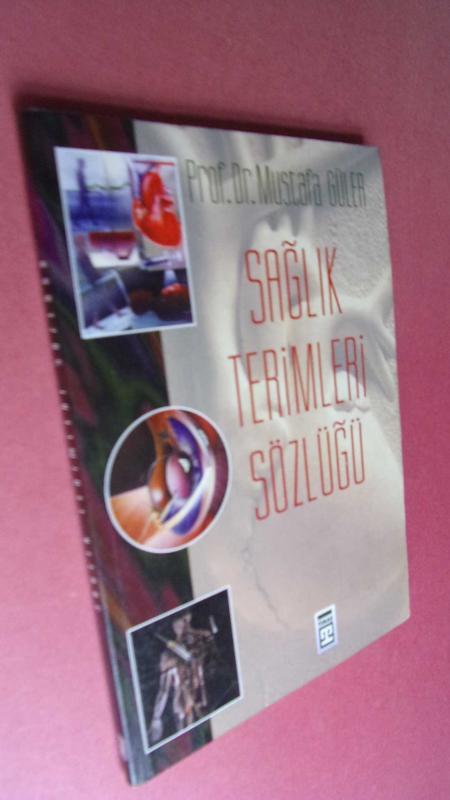 Prof. Dr. Mustafa GÜLER
SAĞLIK
TERİMLERİ
SÖZLÜĞÜ